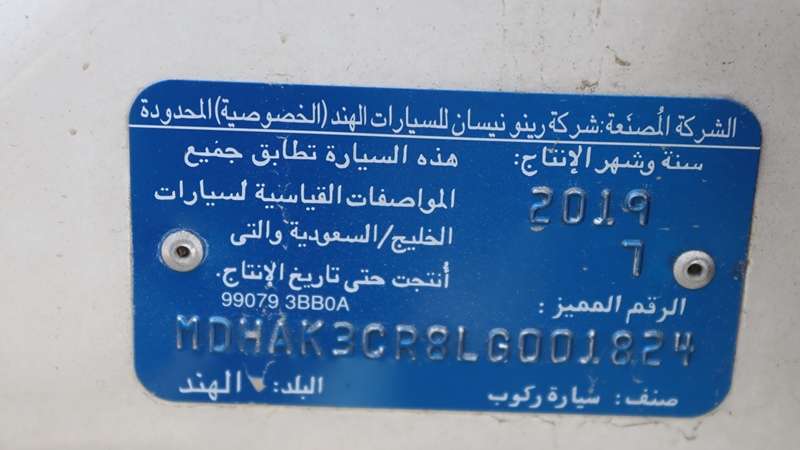 الشركة المُصنَعة:شركة رينو نيسان للسيارات الهند(الخصوصية)المحدودة
سنة وشهر الإنتاج:
2019
7
هذه السيارة تطابق جميع
المواصفات القياسية لسيارات
الخليج/السعودية والتى
أُنتجت حتى تاريخ الإنتاج.
99079 3BB0A
الرقم المميز :
MDHAK3CR8LG001824
صنف: سيارة ركوب
البلد: الهند